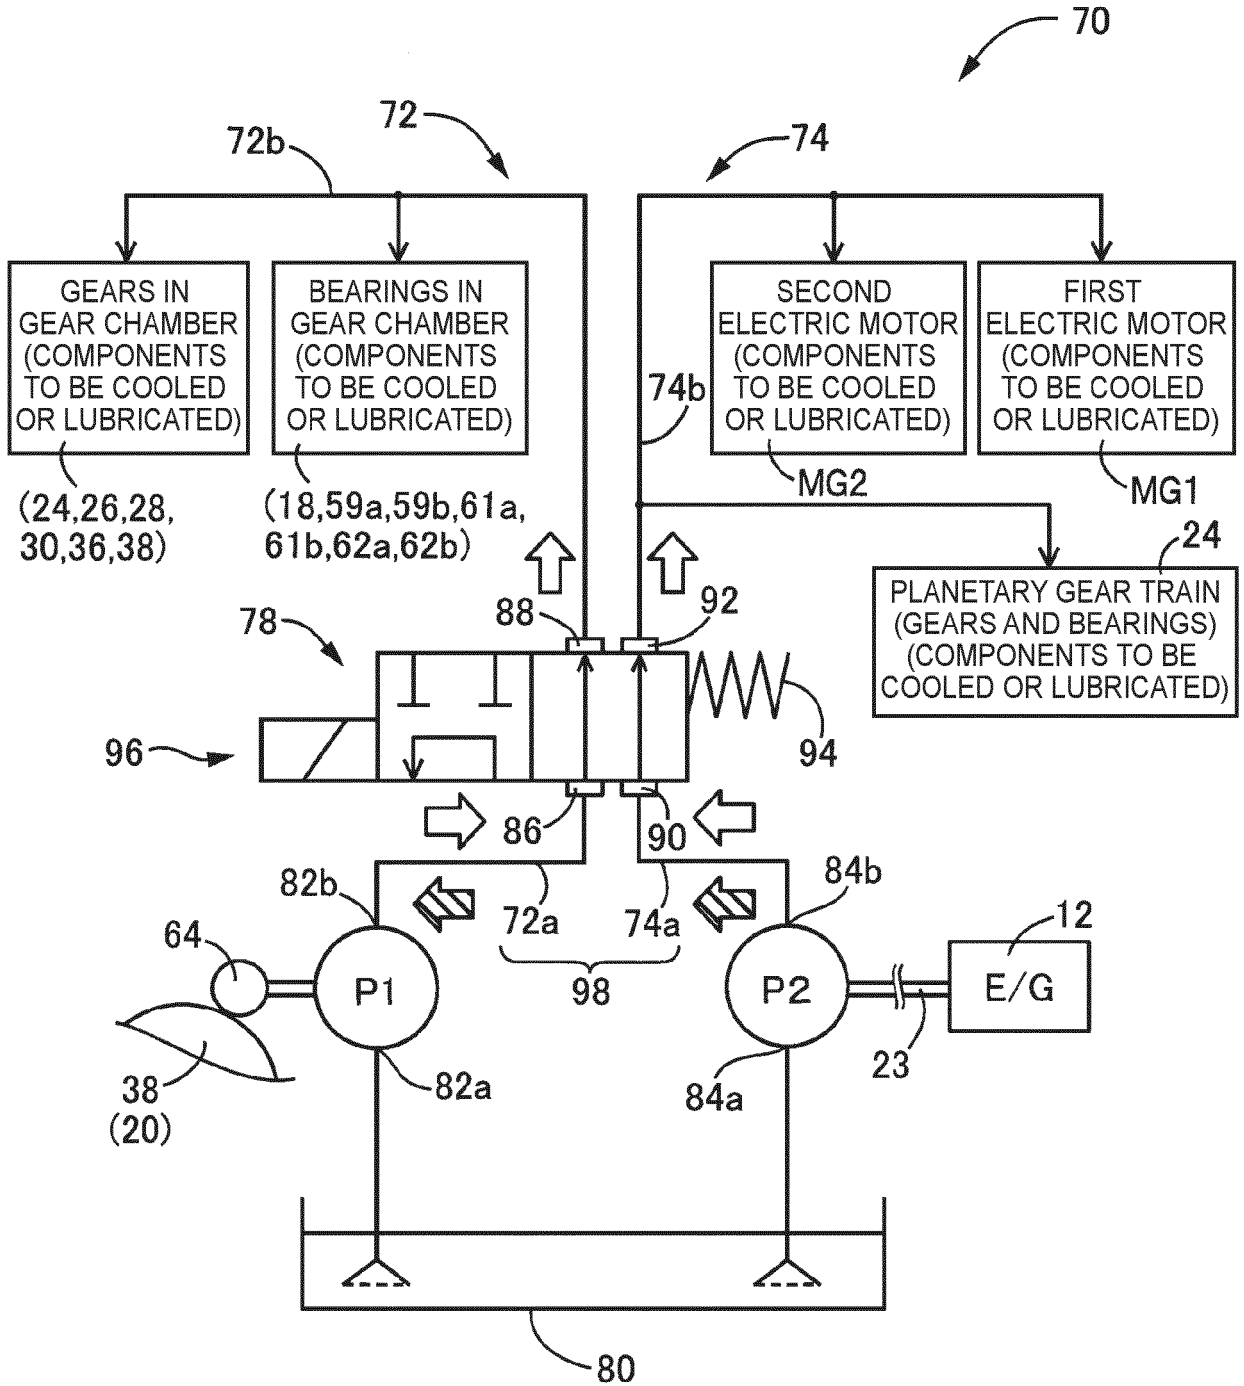 70
72
74
72b
GEARS IN
GEAR CHAMBER
(COMPONENTS
TO BE COOLED
OR LUBRICATED)
BEARINGS IN
GEAR CHAMBER
(COMPONENTS
TO BE COOLED
OR LUBRICATED)
SECOND
ELECTRIC MOTOR
(COMPONENTS
TO BE COOLED
OR LUBRICATED)
FIRST
ELECTRIC MOTOR
(COMPONENTS
TO BE COOLED
OR LUBRICATED)
74b
MG2
MG1
(24,26,28,
30,36,38)
(18,59a,59b,61a,
61b,62a,62b)
24
PLANETARY GEAR TRAIN
(GEARS AND BEARINGS)
(COMPONENTS TO BE
COOLED OR LUBRICATED)
78
88
92
94
96
86
90
82b
72a
74a
84b
98
64
P1
P2
12
E/G
23
38
(20)
82a
84a
80